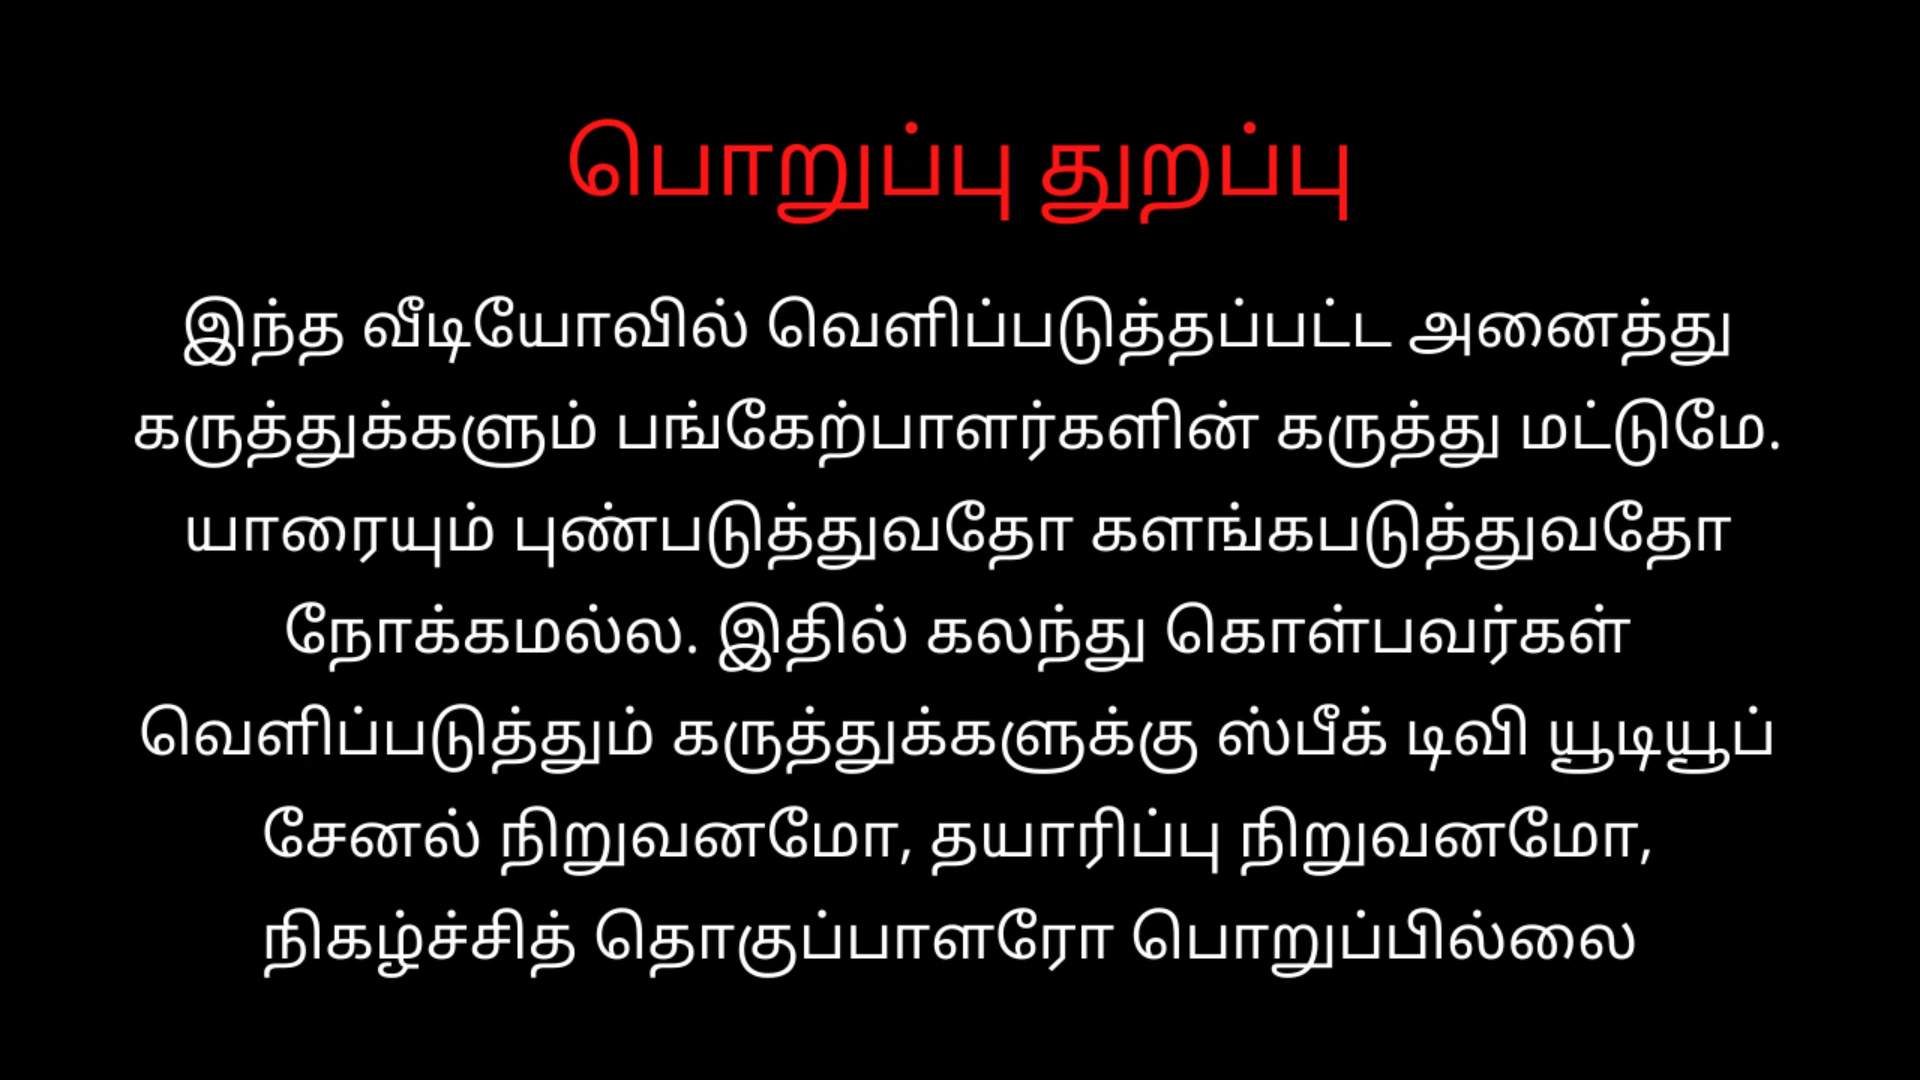 பொறுப்பு துறப்பு
இந்த வீடியோவில் வெளிப்படுத்தப்பட்ட அனைத்து
கருத்துக்களும் பங்கேற்பாளர்களின் கருத்து மட்டுமே.
யாரையும் புண்படுத்துவதோ களங்கபடுத்துவதோ
நோக்கமல்ல. இதில் கலந்து கொள்பவர்கள்
வெளிப்படுத்தும் கருத்துக்களுக்கு ஸ்பீக் டிவி யூடியூப்
சேனல் நிறுவனமோ, தயாரிப்பு நிறுவனமோ,
நிகழ்ச்சித் தொகுப்பாளரோ பொறுப்பில்லை